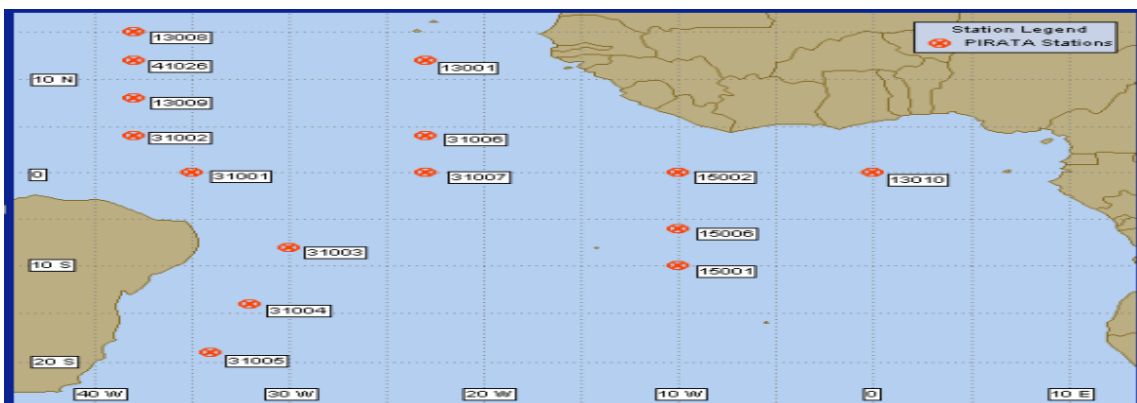 Station Legend
PIRATA Stations
13008
41026
13001
10 N
13009
31002
31006
0
31001
31007
15002
13010
15006
31003
10 S
15001
31004
20 S
31005
40 W
30 W
20 W
10 W
0
10 E